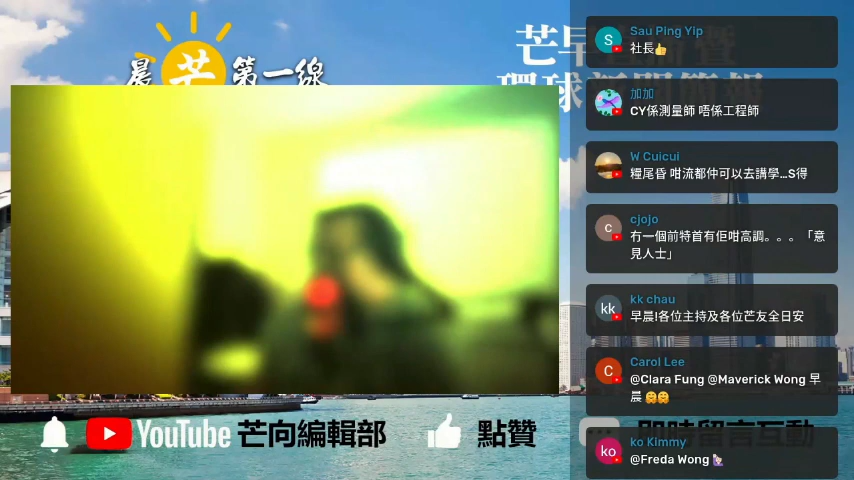 晨芒第一線
Sau Ping Yip
社長👍
加加
CY係測量師 唔係工程師
W Cuicui
糧尾昏 咁流都仲可以去講學...S得
cjojo
冇一個前特首有佢咁高調。。。「意
見人士」
kk chau
早晨!各位主持及各位芒友全日安
Carol Lee
@Clara Fung @Maverick Wong 早
晨 🤗🤗
ko Kimmy
@Freda Wong 🙋🏻‍♀️
YouTube 芒向編輯部
點贊
即時留言互動